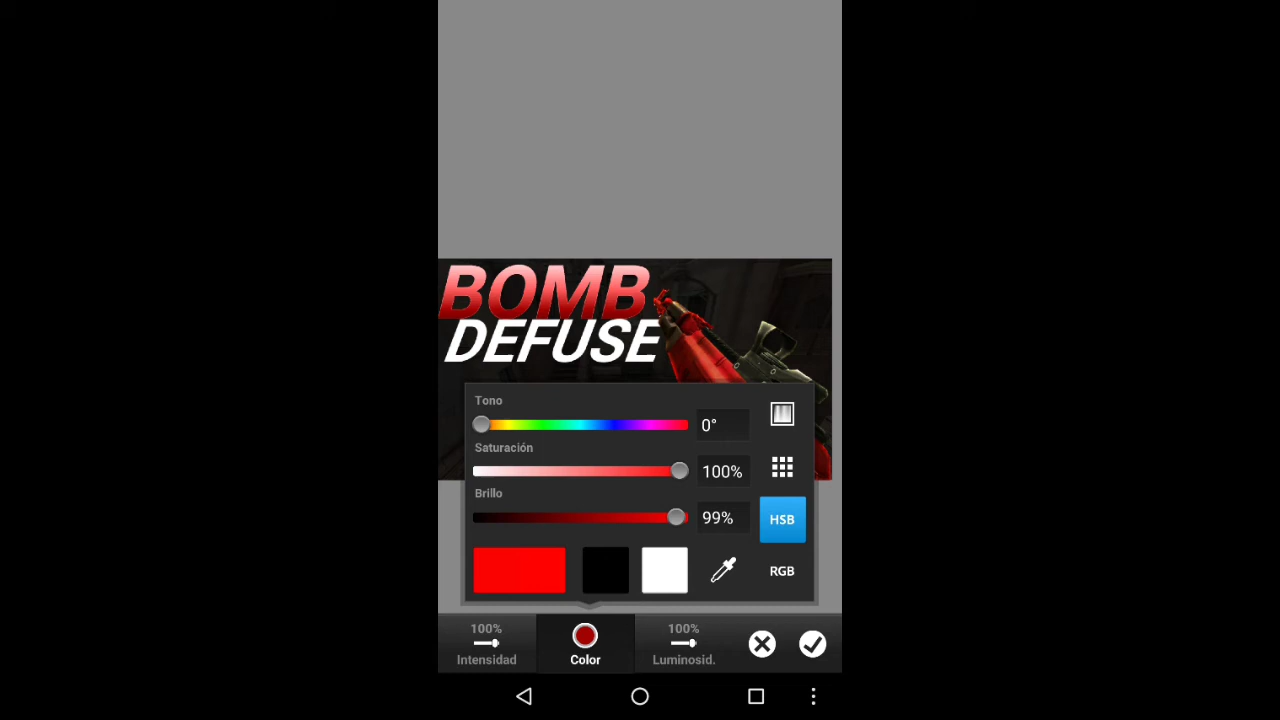 BOMB
DEFUSE
Tono
0°
Saturación
100%
Brillo
99%
HSB
RGB
100%
100%
Intensidad
Color
Luminosid.